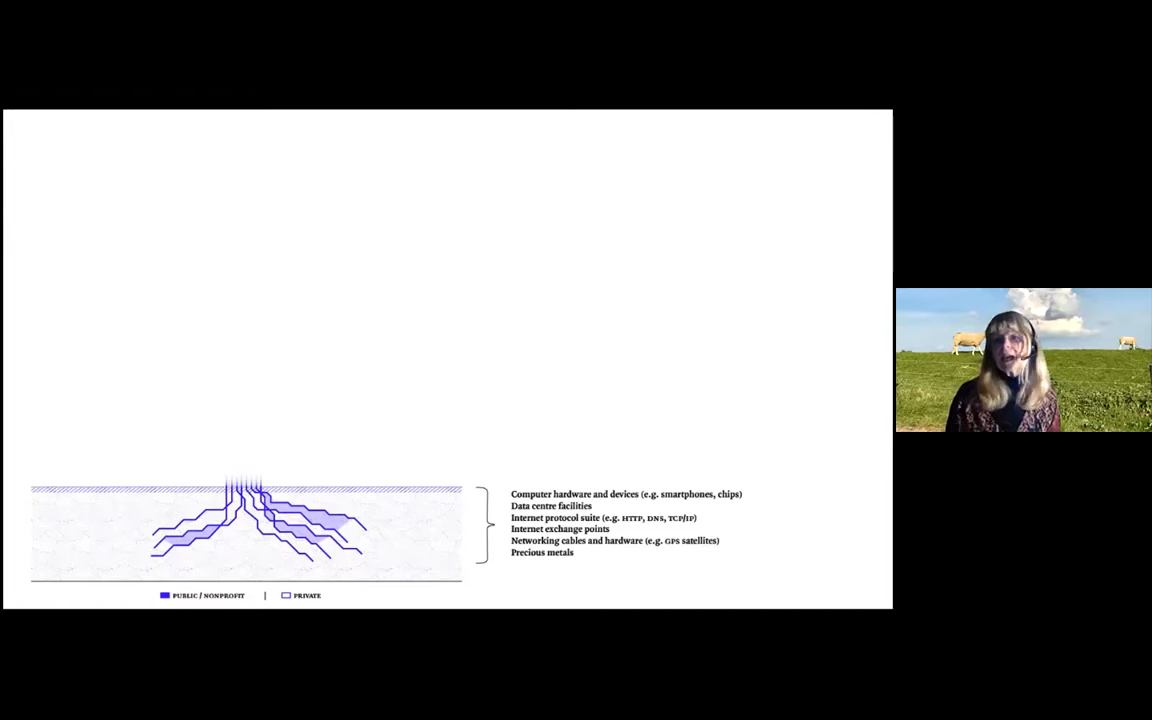 Computer hardware and devices (e.g. smartphones, chips)
Data centre facilities
Internet protocol suite (e.g. HTTP, DNS, TCP/IP)
Internet exchange points
Networking cables and hardware (e.g. GPS satellites)
Precious metals
PUBLIC / NONPROFIT | PRIVATE